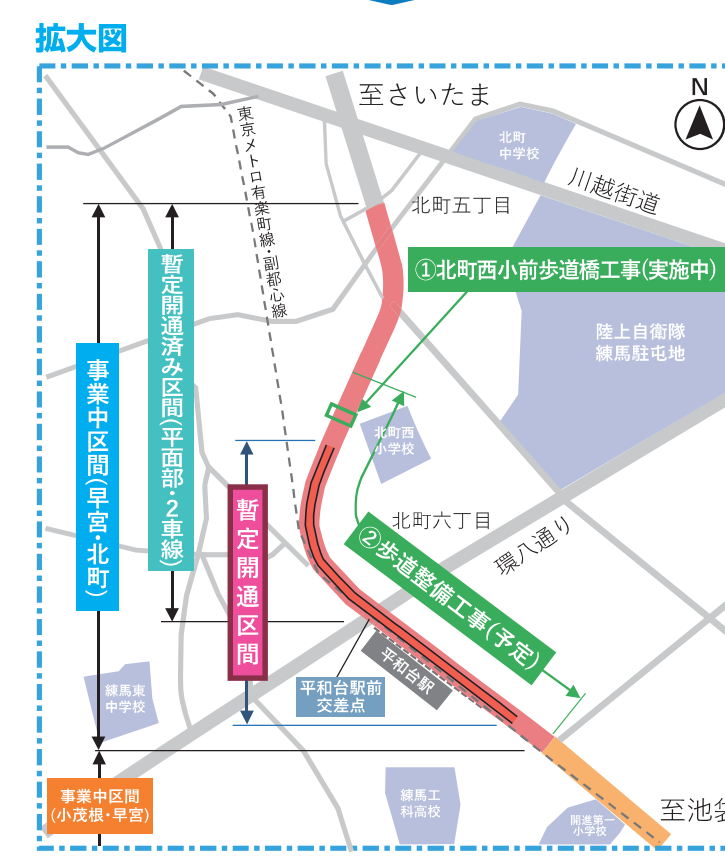 拡大図
至さいたま
N
東京メトロ有楽町線・副都心線
北町
中学校
川越街道
北町五丁目
①北町西小前歩道橋工事(実施中)
暫定開通済み区間(平面部・2車線)
陸上自衛隊
練馬駐屯地
事業中区間(早宮・北町)
北町西
小学校
暫定開通区間
北町六丁目
環八通り
②歩道整備工事(予定)
平和台駅
平和台駅前
交差点
練馬東
中学校
事業中区間
(小茂根・早宮)
練馬工
科高校
開進第一
小学校
至池袋